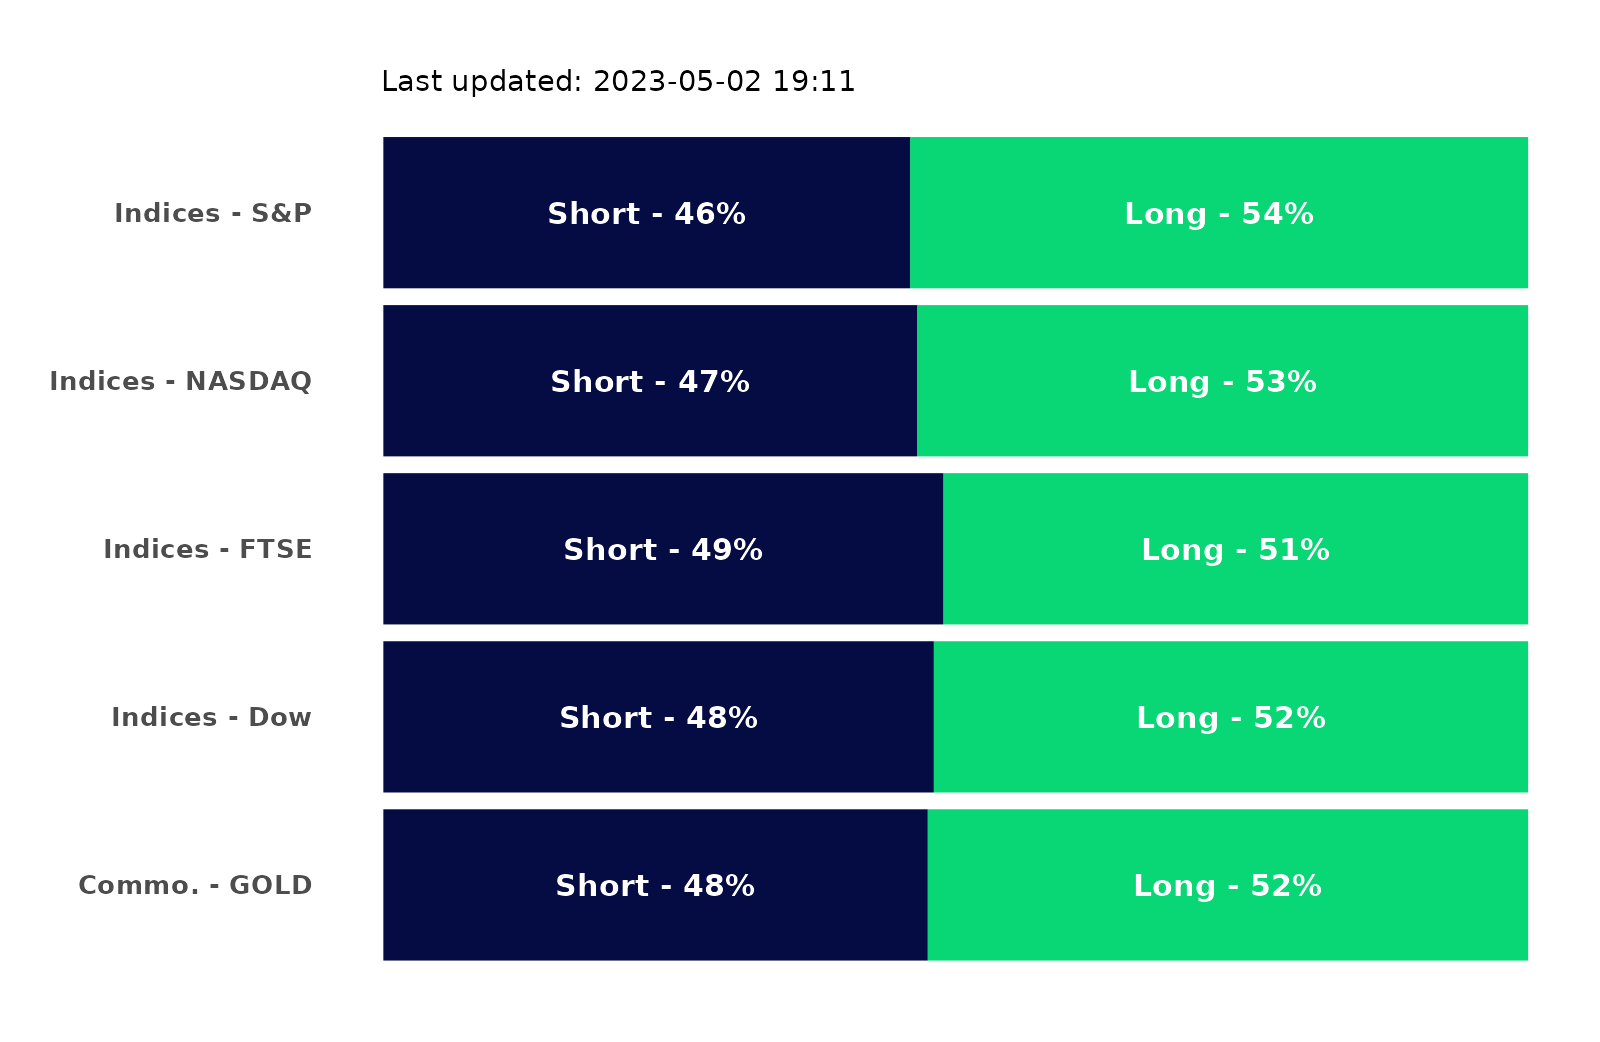 Last updated: 2023-05-02 19:11
Indices - S&P Short - 46% Long - 54%
Indices - NASDAQ Short - 47% Long - 53%
Indices - FTSE Short - 49% Long - 51%
Indices - Dow Short - 48% Long - 52%
Commo. - GOLD Short - 48% Long - 52%